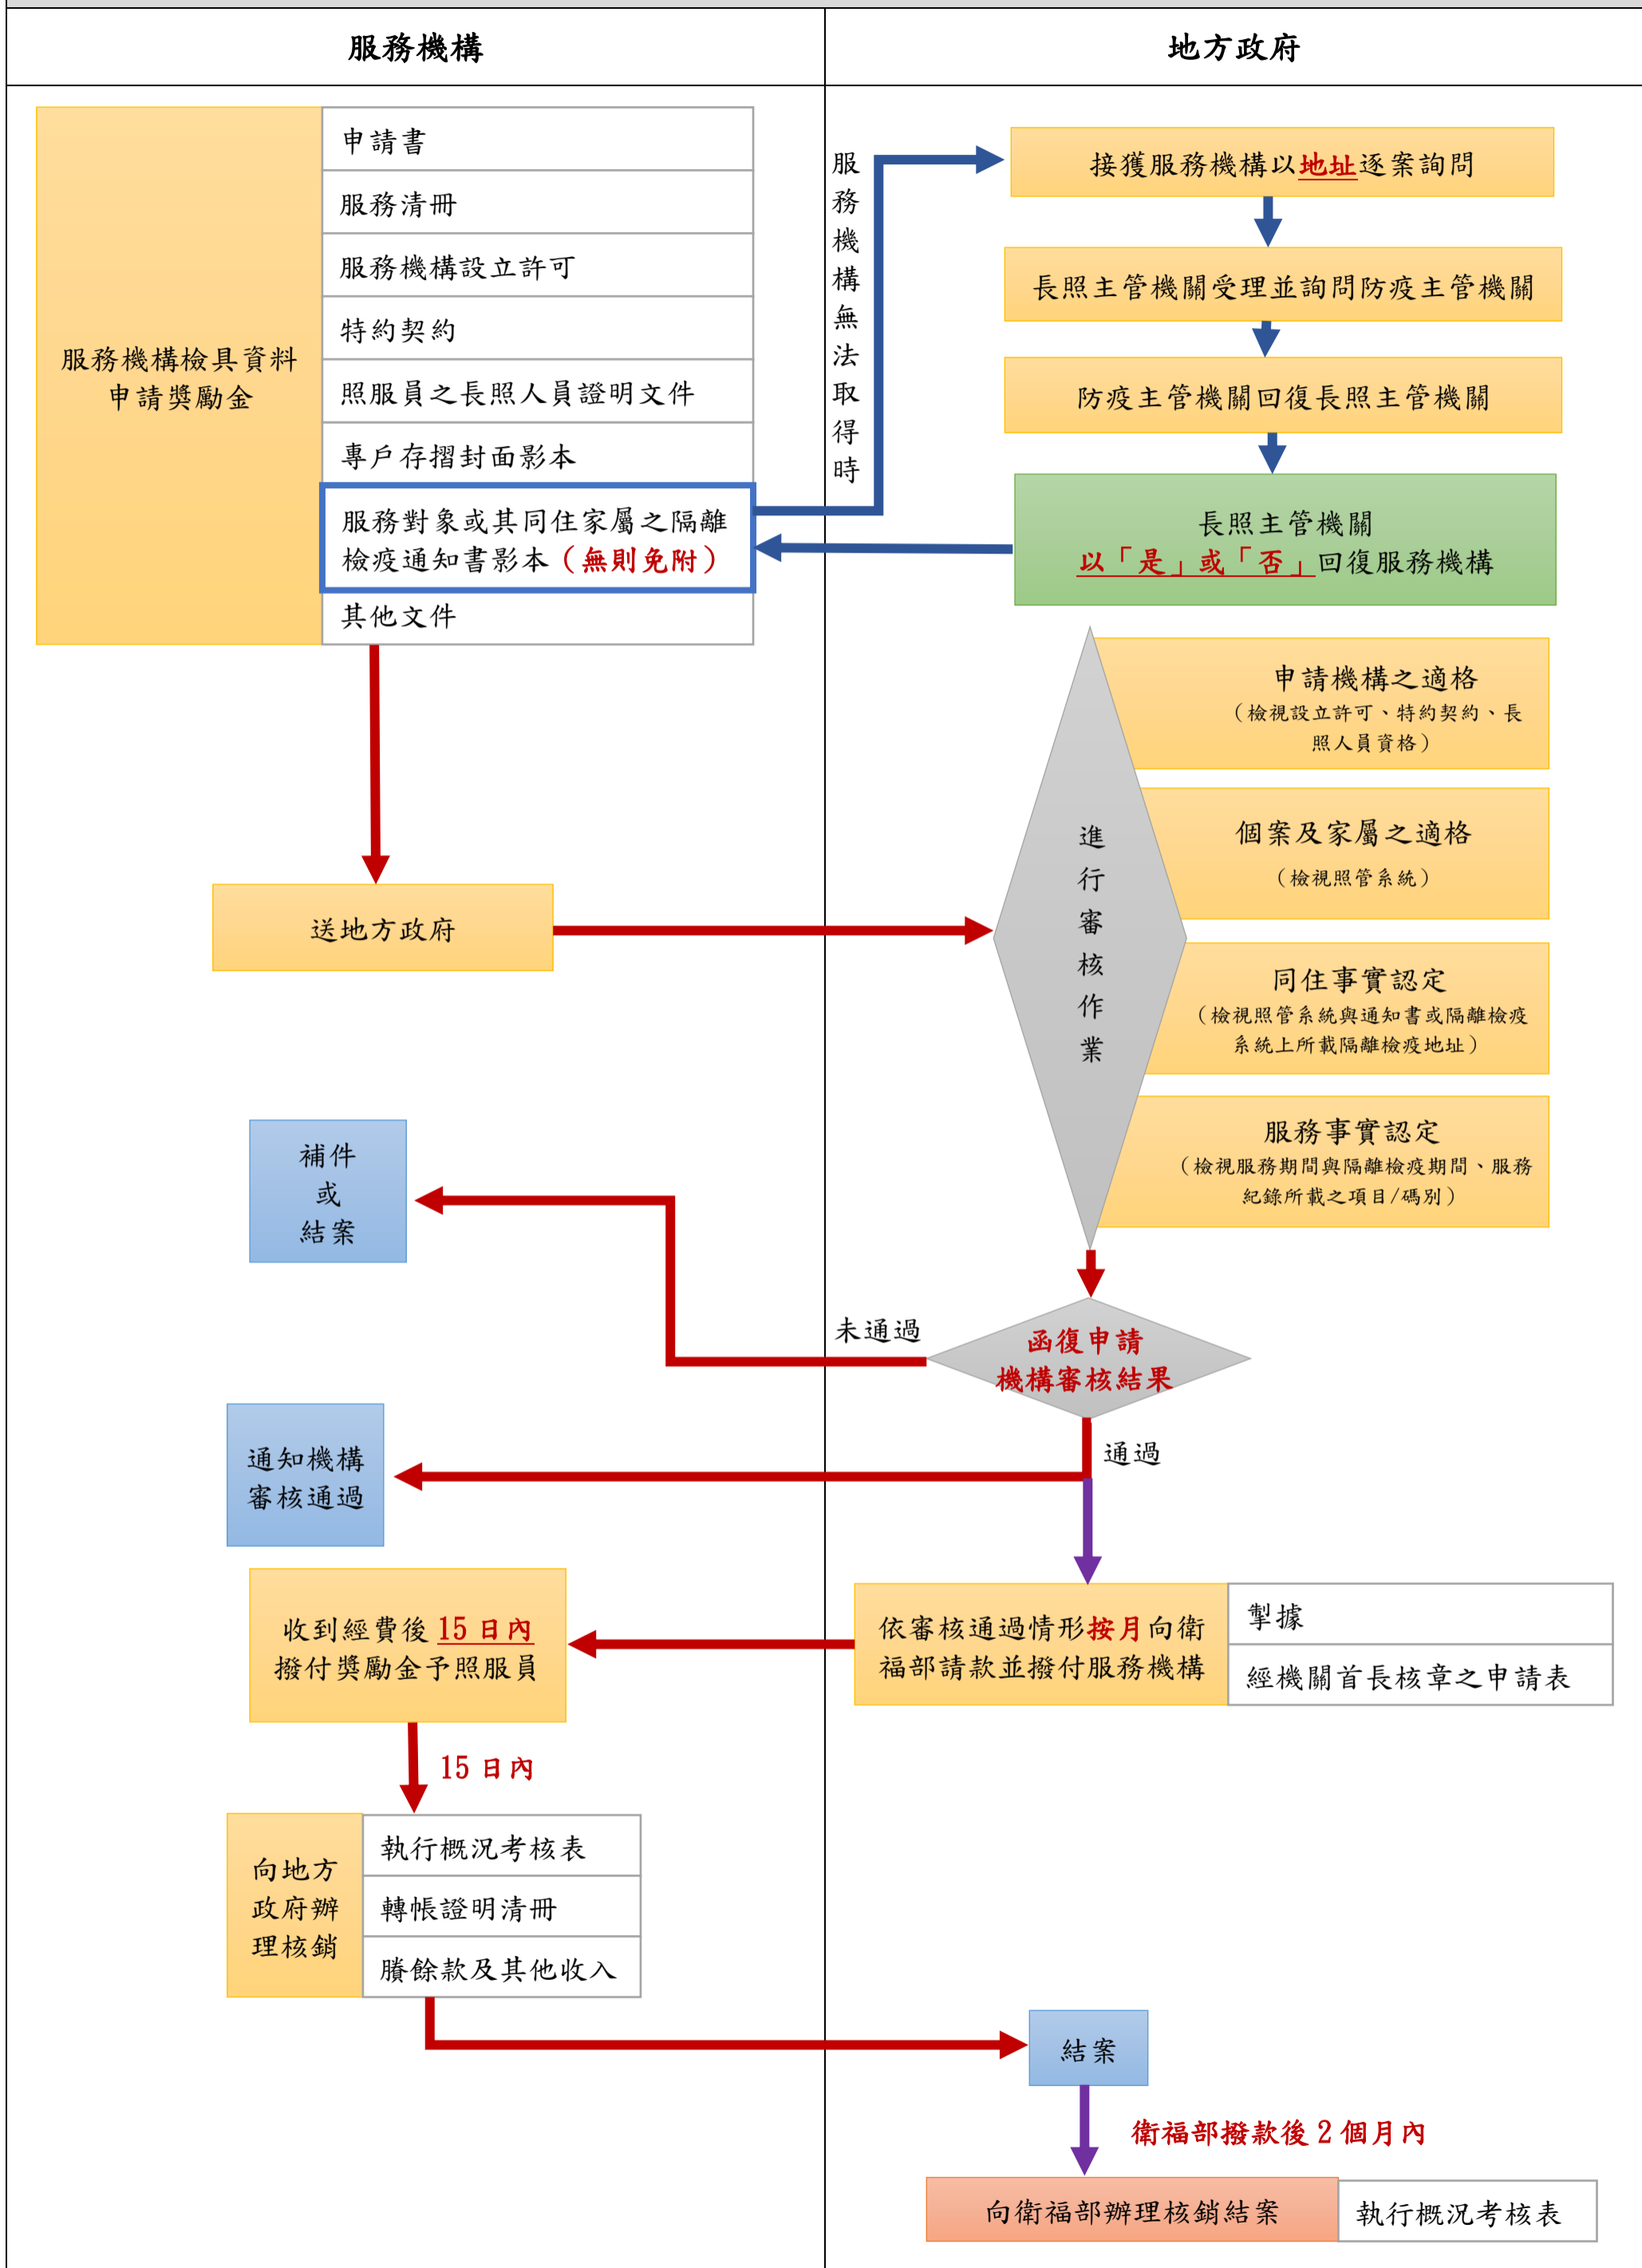 服務機構
地方政府
服務機構檢具資料
申請獎勵金
申請書
服務清冊
服務機構設立許可
特約契約
照服員之長照人員證明文件
專戶存摺封面影本
服務對象或其同住家屬之隔離
檢疫通知書影本（無則免附）
其他文件
服務機構無法取得時
接獲服務機構以地址逐案詢問
長照主管機關受理並詢問防疫主管機關
防疫主管機關回復長照主管機關
長照主管機關
以「是」或「否」回復服務機構
送地方政府
進行審核作業
申請機構之適格
（檢視設立許可、特約契約、長
照人員資格）
個案及家屬之適格
（檢視照管系統）
同住事實認定
（檢視照管系統與通知書或隔離檢疫
系統上所載隔離檢疫地址）
服務事實認定
（檢視服務期間與隔離檢疫期間、服務
紀錄所載之項目/碼別）
補件
或
結案
未通過
函復申請
機構審核結果
通過
通知機構
審核通過
收到經費後 15 日內
撥付獎勵金予照服員
依審核通過情形按月向衛
福部請款並撥付服務機構
掣據
經機關首長核章之申請表
15 日內
向地方
政府辦
理核銷
執行概況考核表
轉帳證明清冊
賸餘款及其他收入
結案
衛福部撥款後 2 個月內
向衛福部辦理核銷結案
執行概況考核表